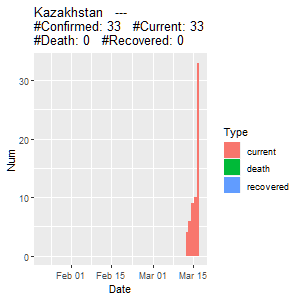 Kazakhstan   ---
#Confirmed: 33   #Current: 33
#Death: 0   #Recovered: 0
30
20
10
0
Num
Feb 01 Feb 15 Mar 01 Mar 15
Date
Type
current
death
recovered